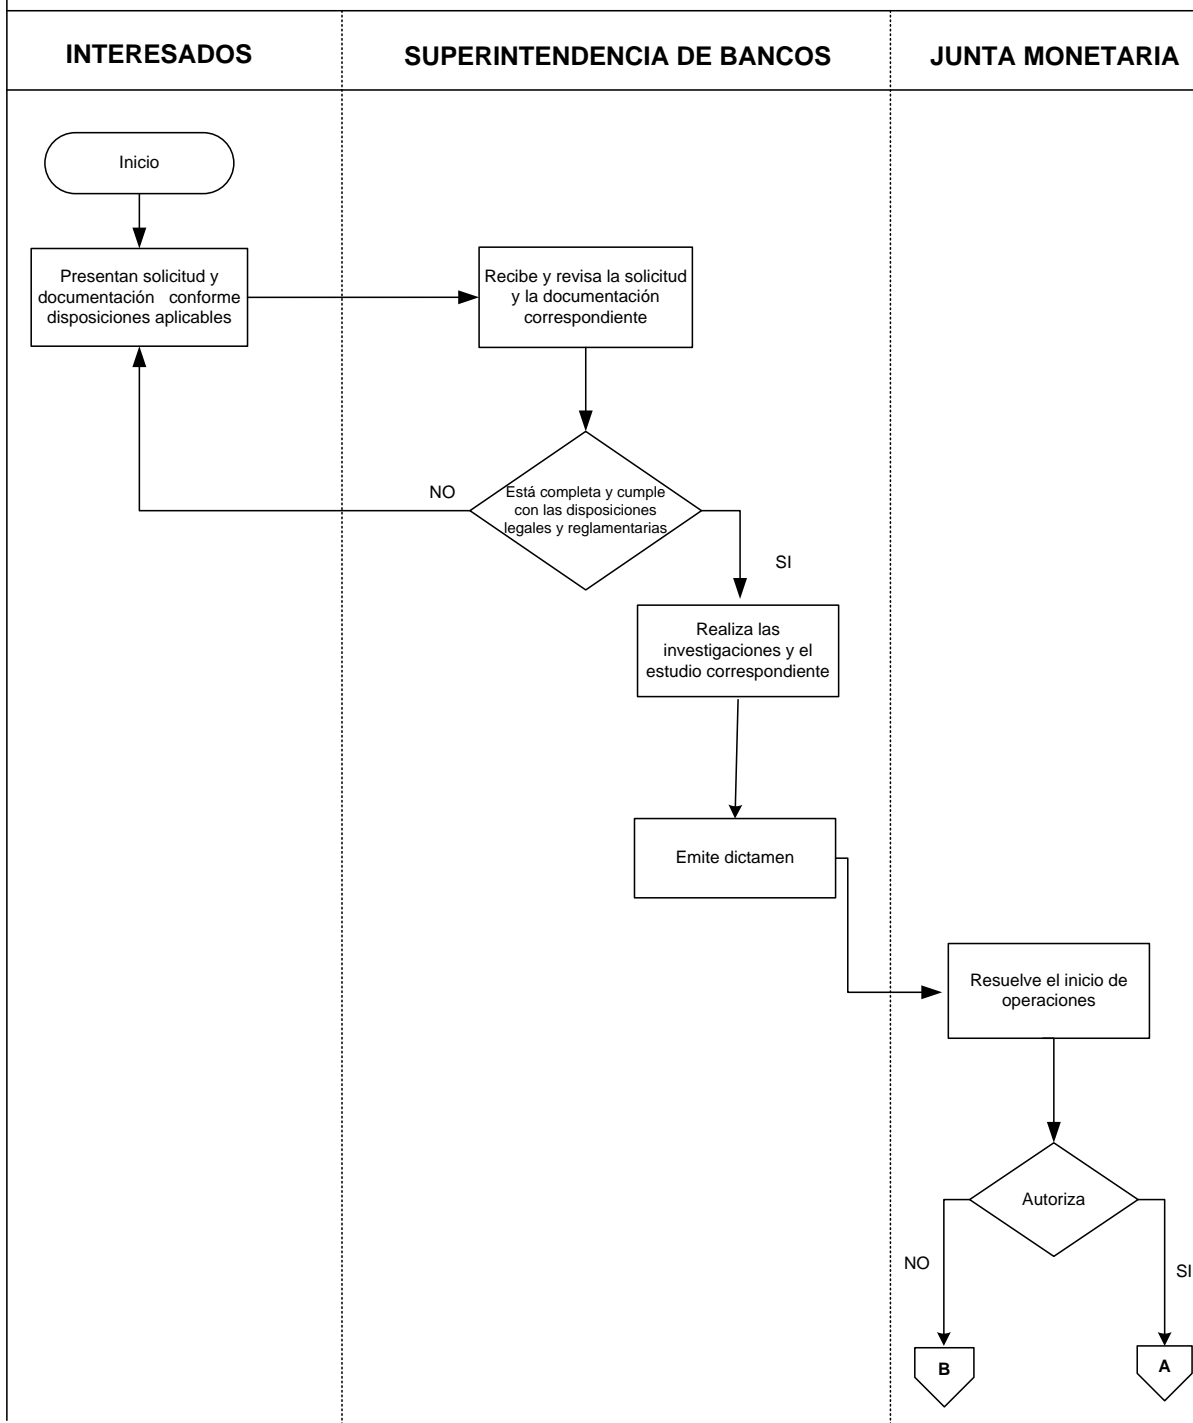 INTERESADOS
SUPERINTENDENCIA DE BANCOS
JUNTA MONETARIA
Inicio
Presentan solicitud y
documentación conforme
disposiciones aplicables
Recibe y revisa la solicitud
y la documentación
correspondiente
NO
Está completa y cumple
con las disposiciones
legales y reglamentarias
SI
Realiza las
investigaciones y el
estudio correspondiente
Emite dictamen
Resuelve el inicio de
operaciones
Autoriza
NO
SI
B
A